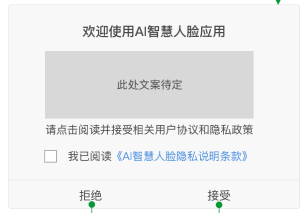 欢迎使用AI智慧人脸应用
此处文案待定
请点击阅读并接受相关用户协议和隐私政策
我已阅读《AI智慧人脸隐私说明条款》
拒绝 接受